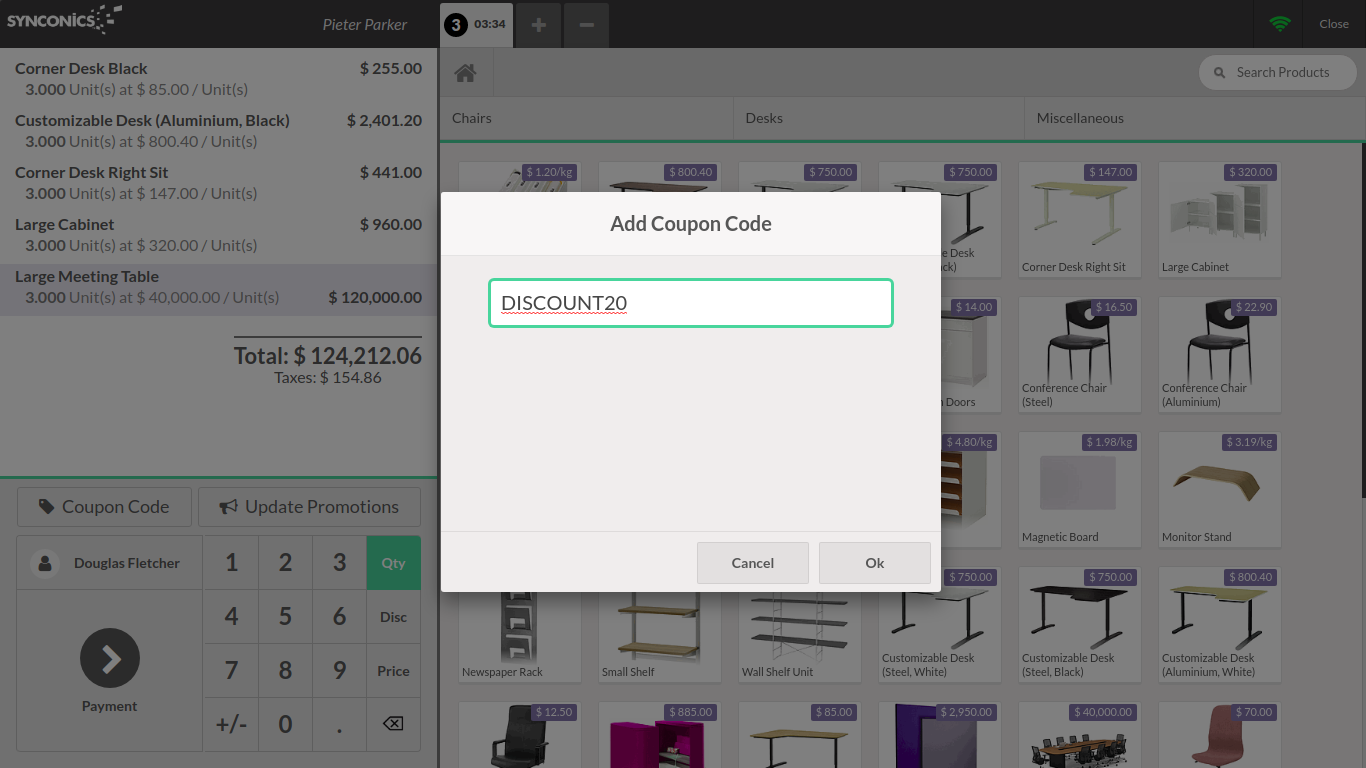 SYNCONICS
Pieter Parker
3 03:34
+
−
Close
Corner Desk Black $ 255.00
3.000 Unit(s) at $ 85.00 / Unit(s)
Customizable Desk (Aluminium, Black) $ 2,401.20
3.000 Unit(s) at $ 800.40 / Unit(s)
Corner Desk Right Sit $ 441.00
3.000 Unit(s) at $ 147.00 / Unit(s)
Large Cabinet $ 960.00
3.000 Unit(s) at $ 320.00 / Unit(s)
Large Meeting Table
3.000 Unit(s) at $ 40,000.00 / Unit(s) $ 120,000.00
Total: $ 124,212.06
Taxes: $ 154.86
Coupon Code Update Promotions
Douglas Fletcher 1 2 3 Qty
4 5 6 Disc
7 8 9 Price
Payment
+/- 0 .
Search Products
Chairs Desks Miscellaneous
$ 1.20/kg $ 800.40 $ 750.00 $ 750.00 $ 147.00 $ 320.00
Desk
ck)
Corner Desk Right Sit Large Cabinet
$ 14.00 $ 16.50 $ 22.90
Doors
Conference Chair
(Steel)
Conference Chair
(Aluminium)
$ 4.80/kg $ 1.98/kg $ 3.19/kg
Magnetic Board Monitor Stand
$ 750.00 $ 750.00 $ 800.40
Newspaper Rack Small Shelf Wall Shelf Unit
Customizable Desk
(Steel, White)
Customizable Desk
(Steel, Black)
Customizable Desk
(Aluminium, White)
$ 12.50 $ 885.00 $ 85.00 $ 2,950.00 $ 40,000.00 $ 70.00
Add Coupon Code
DISCOUNT20
Cancel Ok